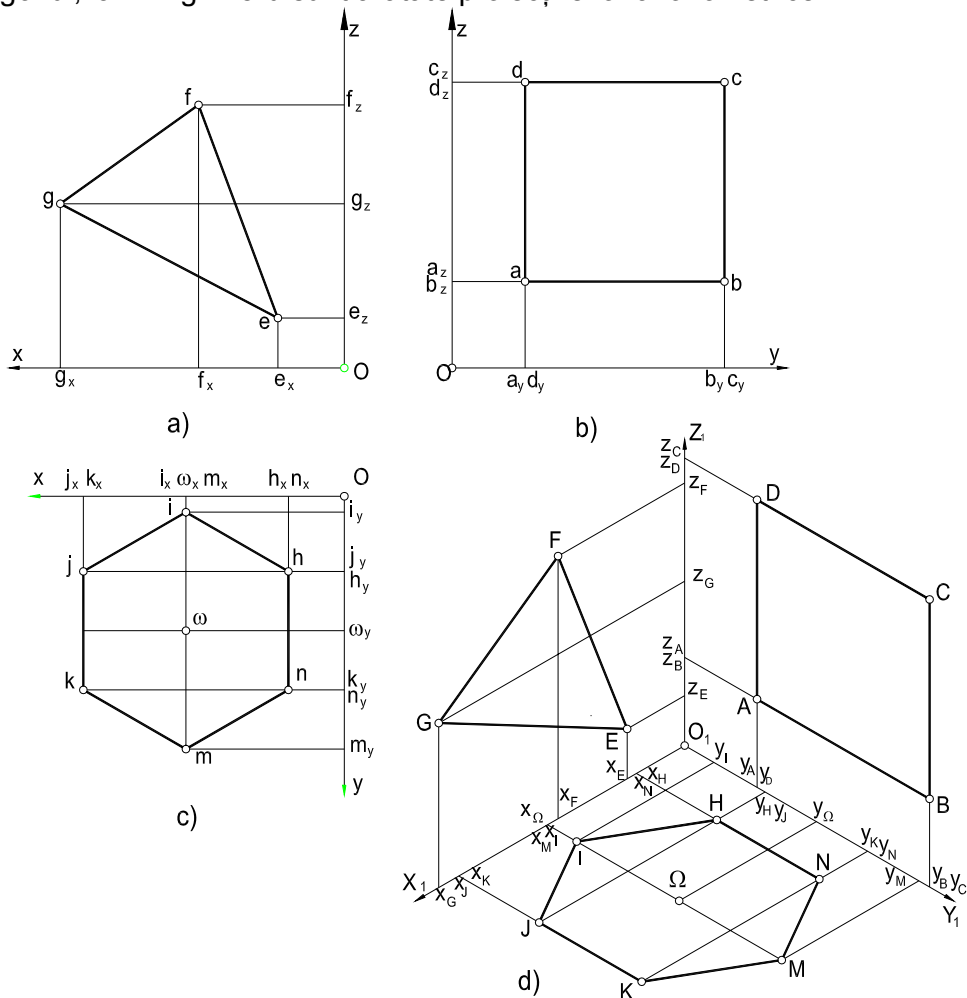 z
f
f_z
g
g_z
e
e_z
x
g_x
f_x
e_x
O
a)
z
c_z
d_z
d
c
a_z
b_z
a
b
O
a_y d_y
b_y c_y
y
b)
x
j_x k_x
i_x ω_x m_x
h_x n_x
O
i
i_y
j
h
j_y
h_y
ω
ω_y
k
n
k_y
n_y
m
m_y
y
c)
Z_1
z_C
z_D
z_F
D
F
C
z_G
z_A
z_B
z_E
A
G
E
O_1
y_I
y_A y_D
x_E
x_H
x_N
x_F
H
y_H y_J
y_Ω
B
x_Ω
x_M x_I
I
y_K y_N
N
X_1
x_G
x_J
x_K
Ω
y_M
y_B y_C
Y_1
J
M
K
d)